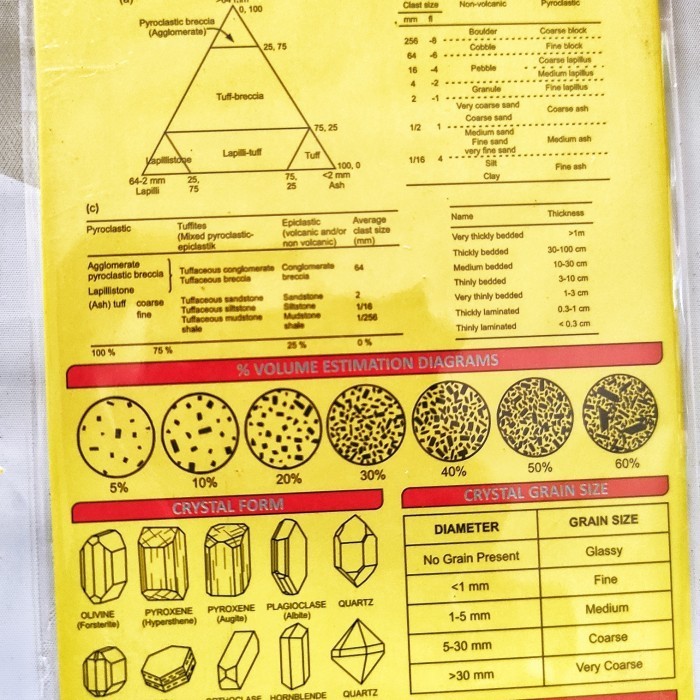 0, 100
Pyroclastic breccia
(Agglomerate)
25, 75
Tuff-breccia
75, 25
Lapillistone
Lapilli-tuff
Tuff
100, 0
64-2 mm
Lapilli
25,
75
75,
25
<2 mm
Ash
Clast size
Non-volcanic
Pyroclastic
mm fl
Boulder Coarse block
256 -8
Cobble Fine block
64 -6
Coarse lapillus
16 -4 Pebble
Medium lapillus
4 -2
Granule Fine lapillus
2 -1
Very coarse sand
Coarse ash
Coarse sand
1/2 1
Medium sand
Fine sand Medium ash
very fine sand
1/16 4
Silt
Fine ash
Clay
(c)
Pyroclastic
Tuffites
(Mixed pyroclastic-
epiclastik
Epiclastic
(volcanic and/or
non volcanic)
Average
clast size
(mm)
Agglomerate
pyroclastic breccia
Tuffaceous conglomerate Conglomerate 64
Tuffaceous breccia breccia
Lapillistone
(Ash) tuff coarse
fine
Tuffaceous sandstone Sandstone 2
Tuffaceous siltstone Siltstone 1/16
Tuffaceous mudstone Mudstone 1/256
shale shale
100 % 75 % 25 % 0 %
Name Thickness
Very thickly bedded >1m
Thickly bedded 30-100 cm
Medium bedded 10-30 cm
Thinly bedded 3-10 cm
Very thinly bedded 1-3 cm
Thickly laminated 0.3-1 cm
Thinly laminated <0.3 cm
% VOLUME ESTIMATION DIAGRAMS
5% 10% 20% 30% 40% 50% 60%
CRYSTAL FORM
OLIVINE
(Forsterite)
PYROXENE
(Hypersthene)
PYROXENE
(Augite)
PLAGIOCLASE
(Albite)
QUARTZ
ORTHOCLASE
HORNBLENDE
QUARTZ
CRYSTAL GRAIN SIZE
DIAMETER GRAIN SIZE
No Grain Present Glassy
<1 mm Fine
1-5 mm Medium
5-30 mm Coarse
>30 mm Very Coarse